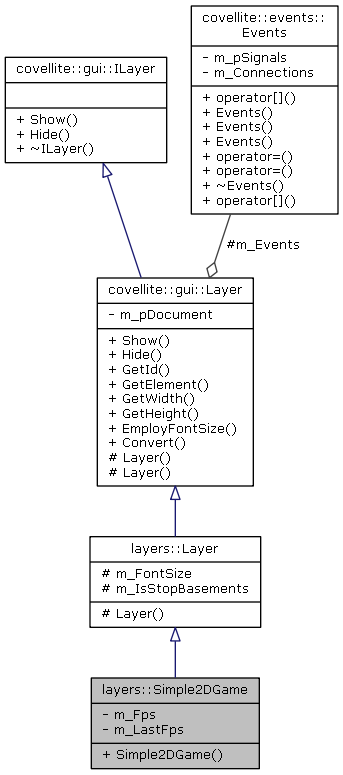 covellite::events::
Events
- m_pSignals
- m_Connections
+ operator[]()
+ Events()
+ Events()
+ Events()
+ operator=()
+ operator=()
+ ~Events()
+ operator[]()
covellite::gui::ILayer
+ Show()
+ Hide()
+ ~ILayer()
#m_Events
covellite::gui::Layer
- m_pDocument
+ Show()
+ Hide()
+ GetId()
+ GetElement()
+ GetWidth()
+ GetHeight()
+ EmployFontSize()
+ Convert()
# Layer()
# Layer()
layers::Layer
# m_FontSize
# m_IsStopBasements
# Layer()
layers::Simple2DGame
- m_Fps
- m_LastFps
+ Simple2DGame()